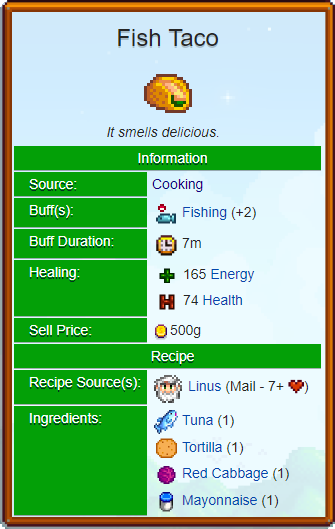 Fish Taco
It smells delicious.
Information
Source: Cooking
Buff(s): Fishing (+2)
Buff Duration: 7m
Healing: 165 Energy
74 Health
Sell Price: 500g
Recipe
Recipe Source(s): Linus (Mail - 7+ )
Ingredients: Tuna (1)
Tortilla (1)
Red Cabbage (1)
Mayonnaise (1)